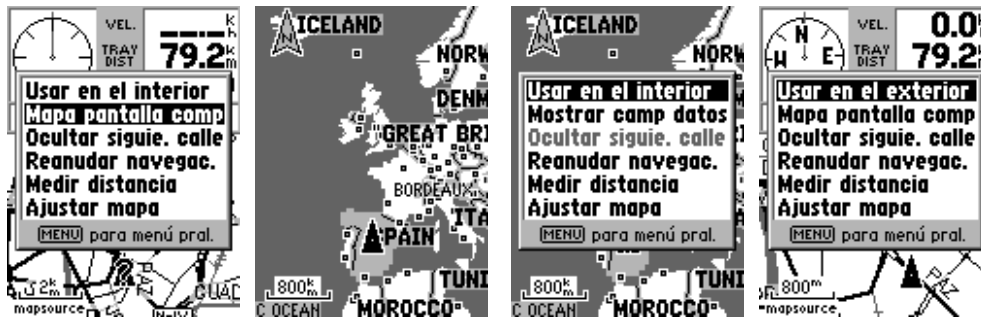 VEL.
TRAY
DIST
79.2
Usar en el interior
Mapa pantalla comp
Ocultar siguie. calle
Reanudar navegac.
Medir distancia
Ajustar mapa
MENU para menú pral.
mapsource
GUAD
N-IV
ICELAND
NORW
DENM
GREAT BRI
BORDEAUX
ITA
SPAIN
800 k m
TUNI
C OCEAN
MOROCCO
ICELAND
NORW
Usar en el interior
Mostrar camp datos
Ocultar siguie. calle
Reanudar navegac.
Medir distancia
Ajustar mapa
MENU para menú pral.
800 k m
TUNI
C OCEAN
MOROCCO
N
E
VEL.
0.0
TRAY
DIST
79.2
Usar en el exterior
Mapa pantalla comp
Ocultar siguie. calle
Reanudar navegac.
Medir distancia
Ajustar mapa
MENU para menú pral.
800 m
PAZ
mapsource